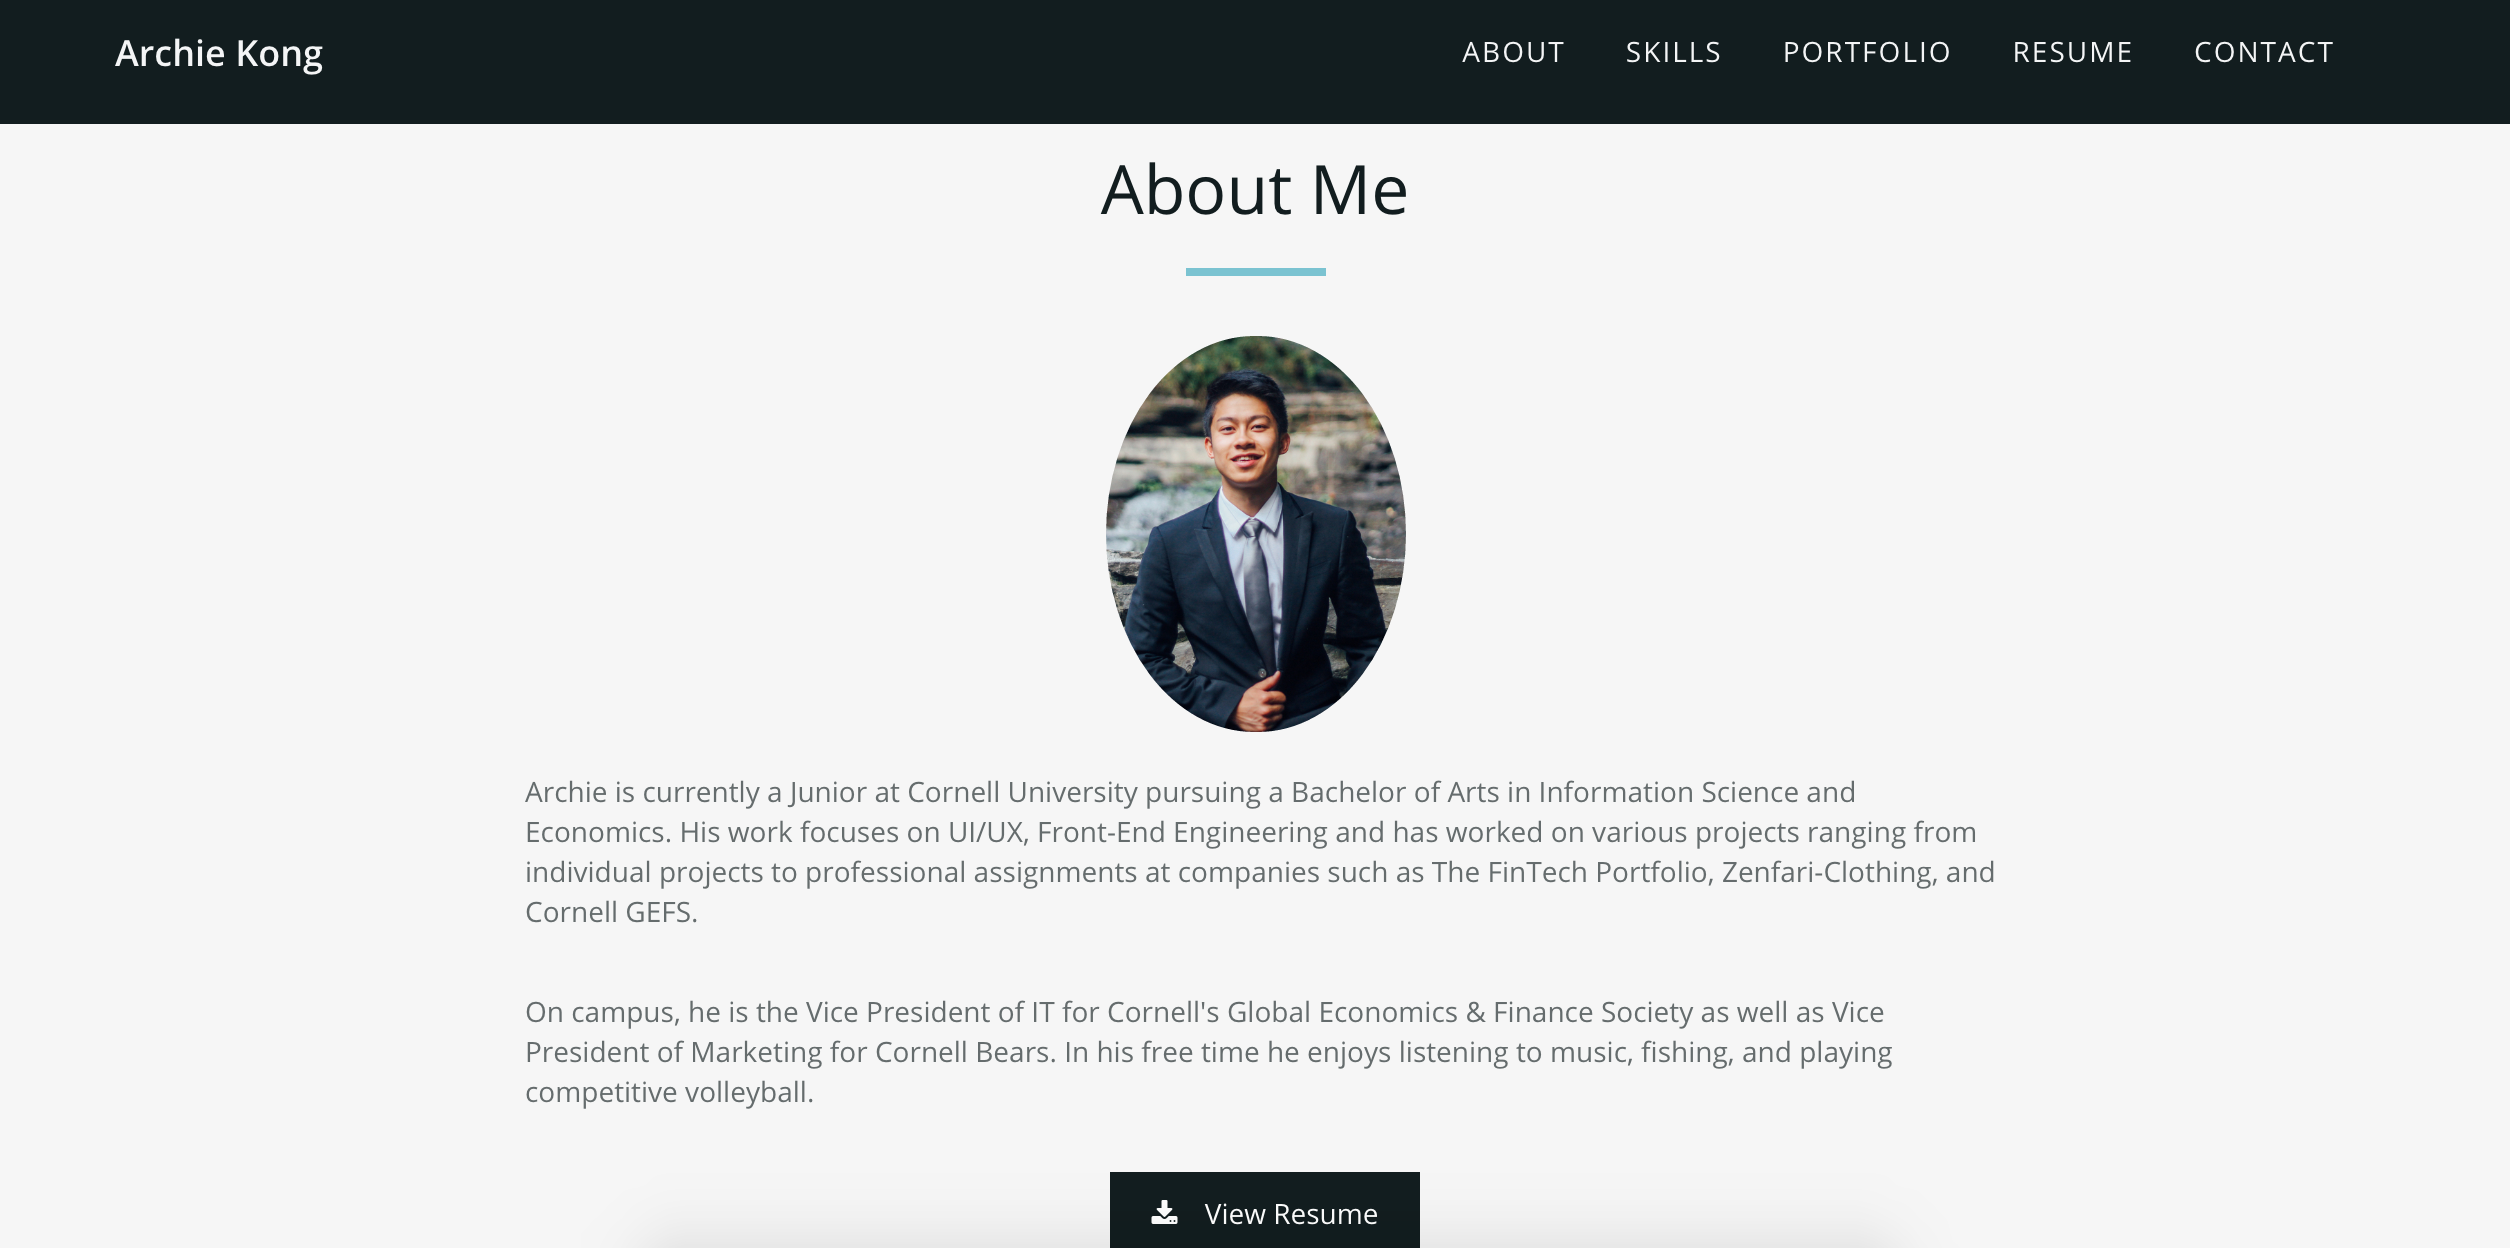 Archie Kong
ABOUT SKILLS PORTFOLIO RESUME CONTACT
About Me
Archie is currently a Junior at Cornell University pursuing a Bachelor of Arts in Information Science and
Economics. His work focuses on UI/UX, Front-End Engineering and has worked on various projects ranging from
individual projects to professional assignments at companies such as The FinTech Portfolio, Zenfari-Clothing, and
Cornell GEFS.
On campus, he is the Vice President of IT for Cornell's Global Economics & Finance Society as well as Vice
President of Marketing for Cornell Bears. In his free time he enjoys listening to music, fishing, and playing
competitive volleyball.
View Resume